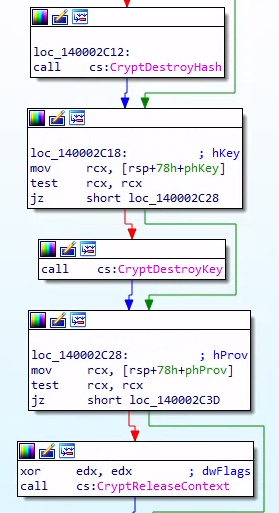 loc_140002C12:
call cs:CryptDestroyHash
loc_140002C18: ; hKey
mov rcx, [rsp+78h+phKey]
test rcx, rcx
jz short loc_140002C28
call cs:CryptDestroyKey
loc_140002C28: ; hProv
mov rcx, [rsp+78h+phProv]
test rcx, rcx
jz short loc_140002C3D
xor edx, edx ; dwFlags
call cs:CryptReleaseContext